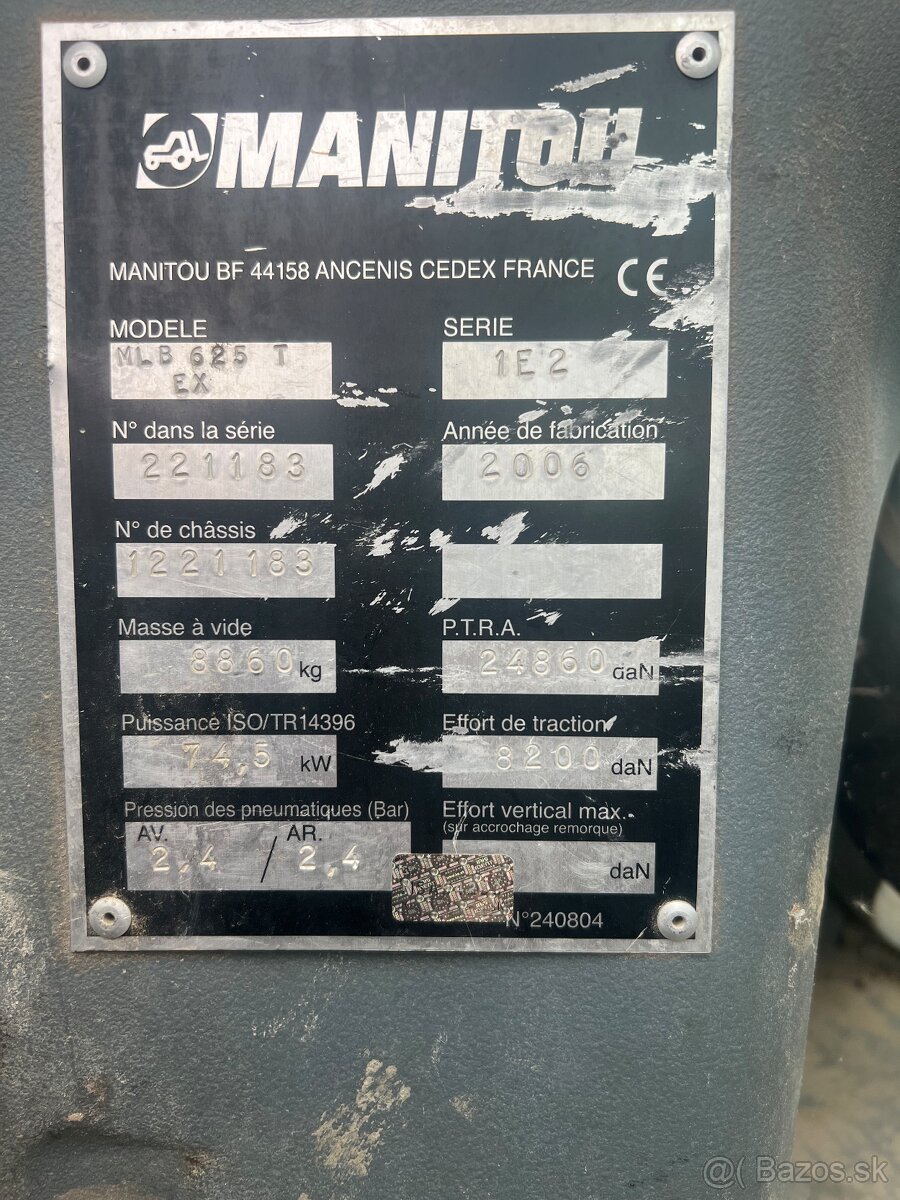 MANITOU
MANITOU BF 44158 ANCENIS CEDEX FRANCE CE
MODELE
MLB 625 T
EX
SERIE
1E2
N° dans la série
221183
Année de fabrication
2006
N° de châssis
1221183
Masse à vide
8860 kg
P.T.R.A.
24860 daN
Puissance ISO/TR14396
74,5 kW
Effort de traction
8200 daN
Pression des pneumatiques (Bar)
AV. AR.
2,4 / 2,4
Effort vertical max.
(sur accrochage remorque)
daN
N°240804
@( Bazos.sk